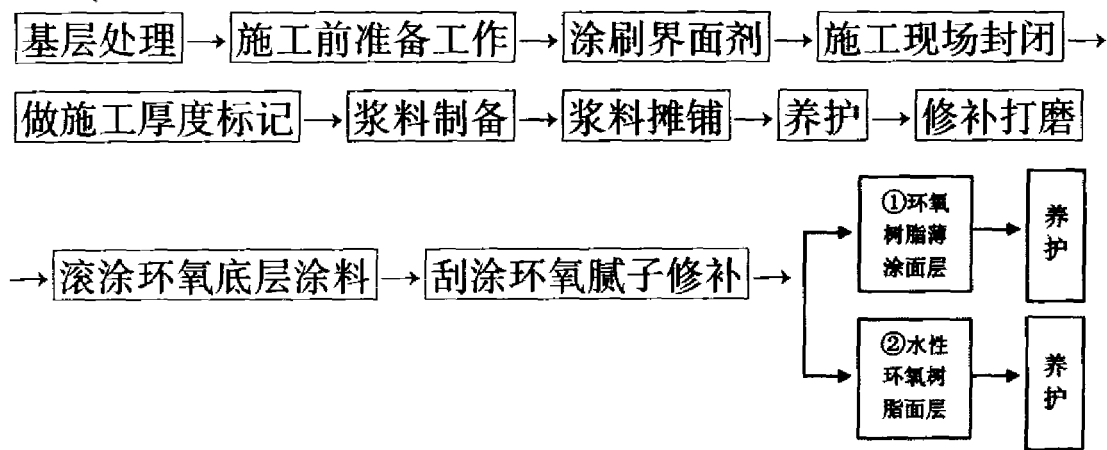 基层处理→施工前准备工作→涂刷界面剂→施工现场封闭→
做施工厚度标记→浆料制备→浆料摊铺→养护→修补打磨
→滚涂环氧底层涂料→刮涂环氧腻子修补→
①环氧
树脂薄
涂面层
养
护
②水性
环氧树
脂面层
养
护